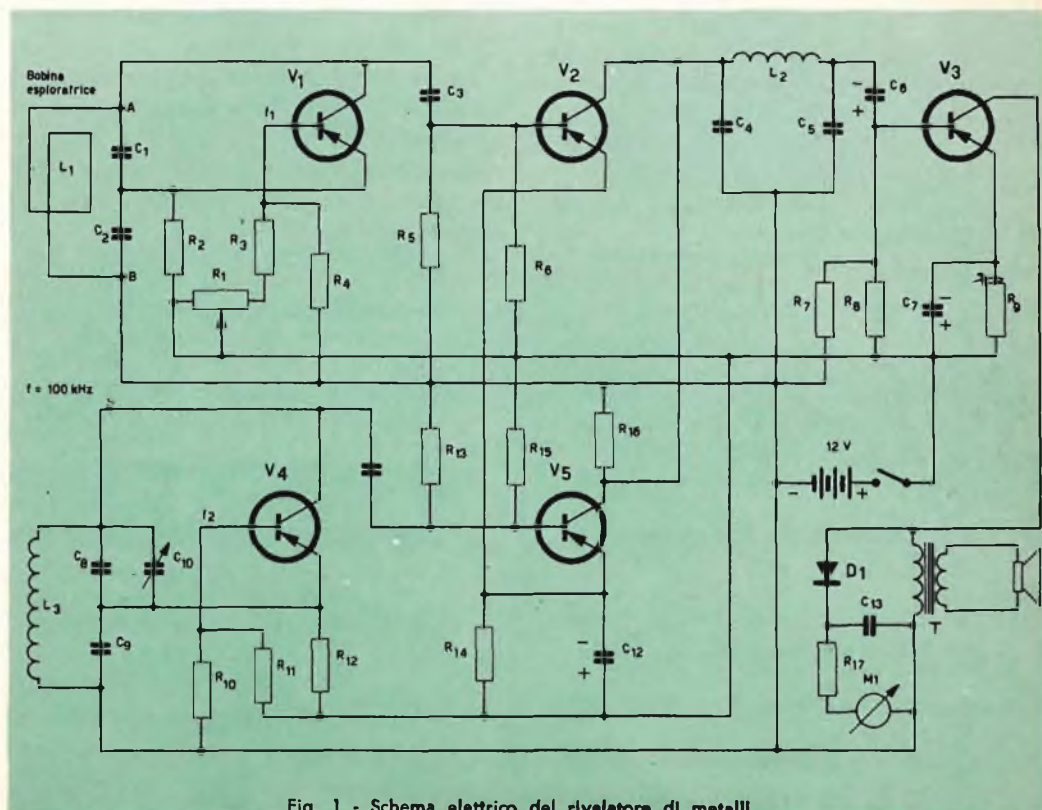 Bobina
esploratrice
A
L1
C1
C2
B
f1
V1
R2
R3
R1
R4
C3
R5
R6
V2
C4
L2
C5
C6
-
+
V3
R7
R8
C7
-
+
R9
f = 100 kHz
R13
R15
R16
12 V
-
+
L3
C8
C10
C9
f2
V4
R10
R11
R12
V5
R14
C12
-
+
D1
C13
R17
M1
T
Fig. 1 - Schema elettrico del rivelatore di metalli